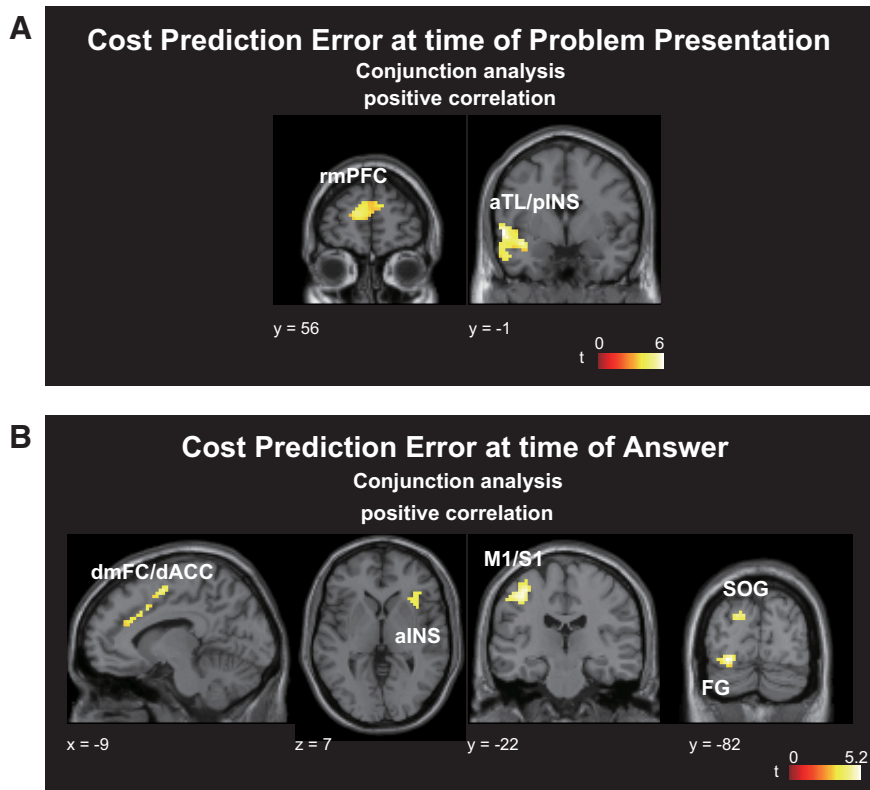 A
Cost Prediction Error at time of Problem Presentation
Conjunction analysis
positive correlation
rmPFC
aTL/pINS
y = 56
y = -1
0 6
t
B
Cost Prediction Error at time of Answer
Conjunction analysis
positive correlation
dmFC/dACC
aINS
M1/S1
SOG
FG
x = -9
z = 7
y = -22
y = -82
0 5.2
t